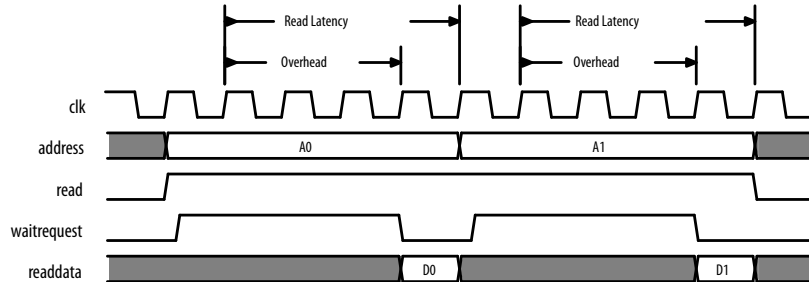 Read Latency Read Latency
Overhead Overhead
clk
address A0 A1
read
waitrequest
readdata D0 D1